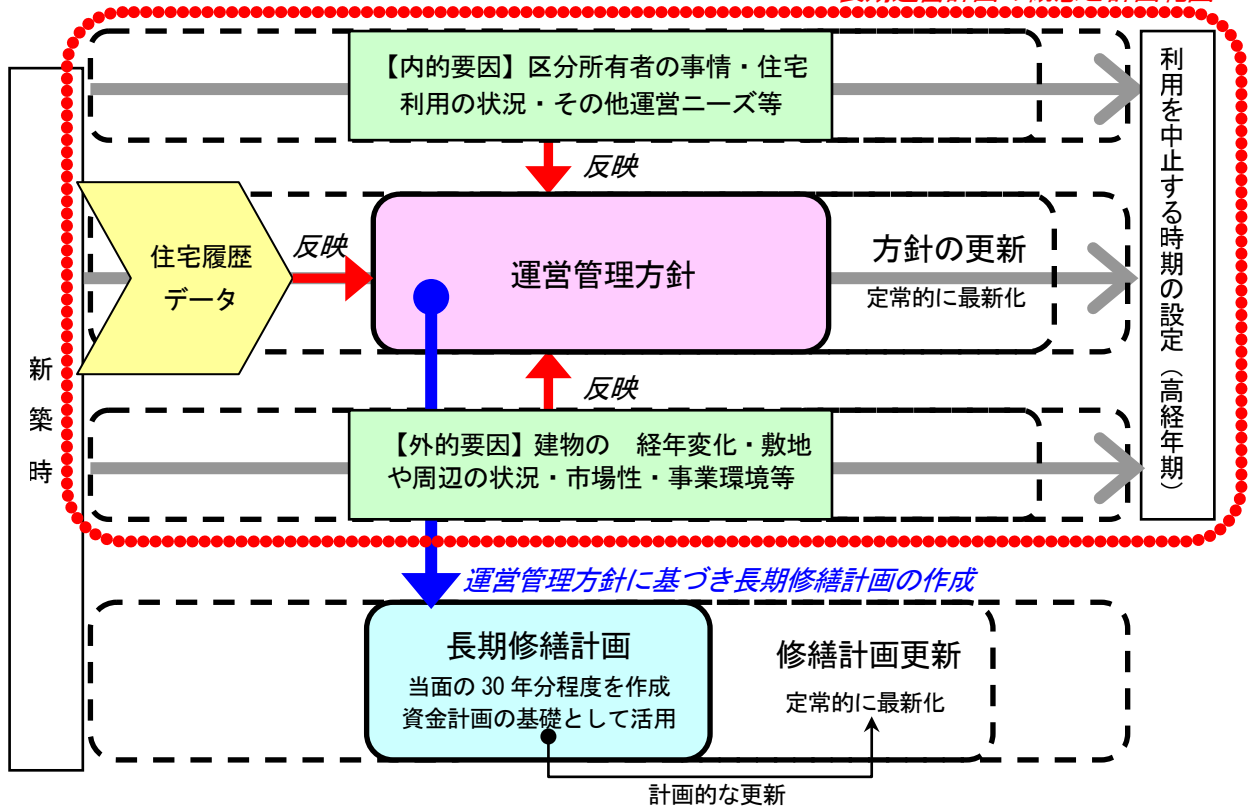 【内的要因】区分所有者の事情・住宅
利用の状況・その他運営ニーズ等
反映
住宅履歴
データ
反映
運営管理方針
方針の更新
定常的に最新化
反映
【外的要因】建物の 経年変化・敷地
や周辺の状況・市場性・事業環境等
新築時
利用を中止する時期の設定（高経年期）
運営管理方針に基づき長期修繕計画の作成
長期修繕計画
当面の 30 年分程度を作成
資金計画の基礎として活用
修繕計画更新
定常的に最新化
計画的な更新